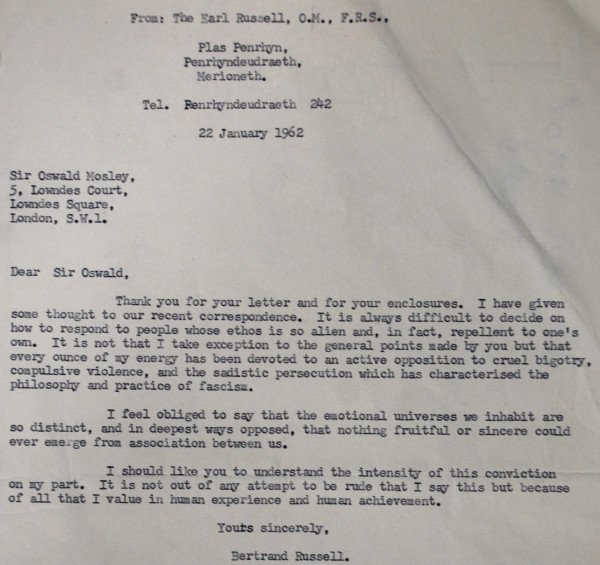 From: The Earl Russell, O.M., F.R.S.,
Plas Penrhyn,
Penrhyndeudraeth,
Merioneth.
Tel. Renrhyndeudraeth 242
22 January 1962
Sir Oswald Mosley,
5, Lowndes Court,
Lowndes Square,
London, S.W.1.
Dear Sir Oswald,
Thank you for your letter and for your enclosures. I have given
some thought to our recent correspondence. It is always difficult to decide on
how to respond to people whose ethos is so alien and, in fact, repellent to one's
own. It is not that I take exception to the general points made by you but that
every ounce of my energy has been devoted to an active opposition to cruel bigotry,
compulsive violence, and the sadistic persecution which has characterised the
philosophy and practice of fascism.
I feel obliged to say that the emotional universes we inhabit are
so distinct, and in deepest ways opposed, that nothing fruitful or sincere could
ever emerge from association between us.
I should like you to understand the intensity of this conviction
on my part. It is not out of any attempt to be rude that I say this but because
of all that I value in human experience and human achievement.
Yours sincerely,
Bertrand Russell.